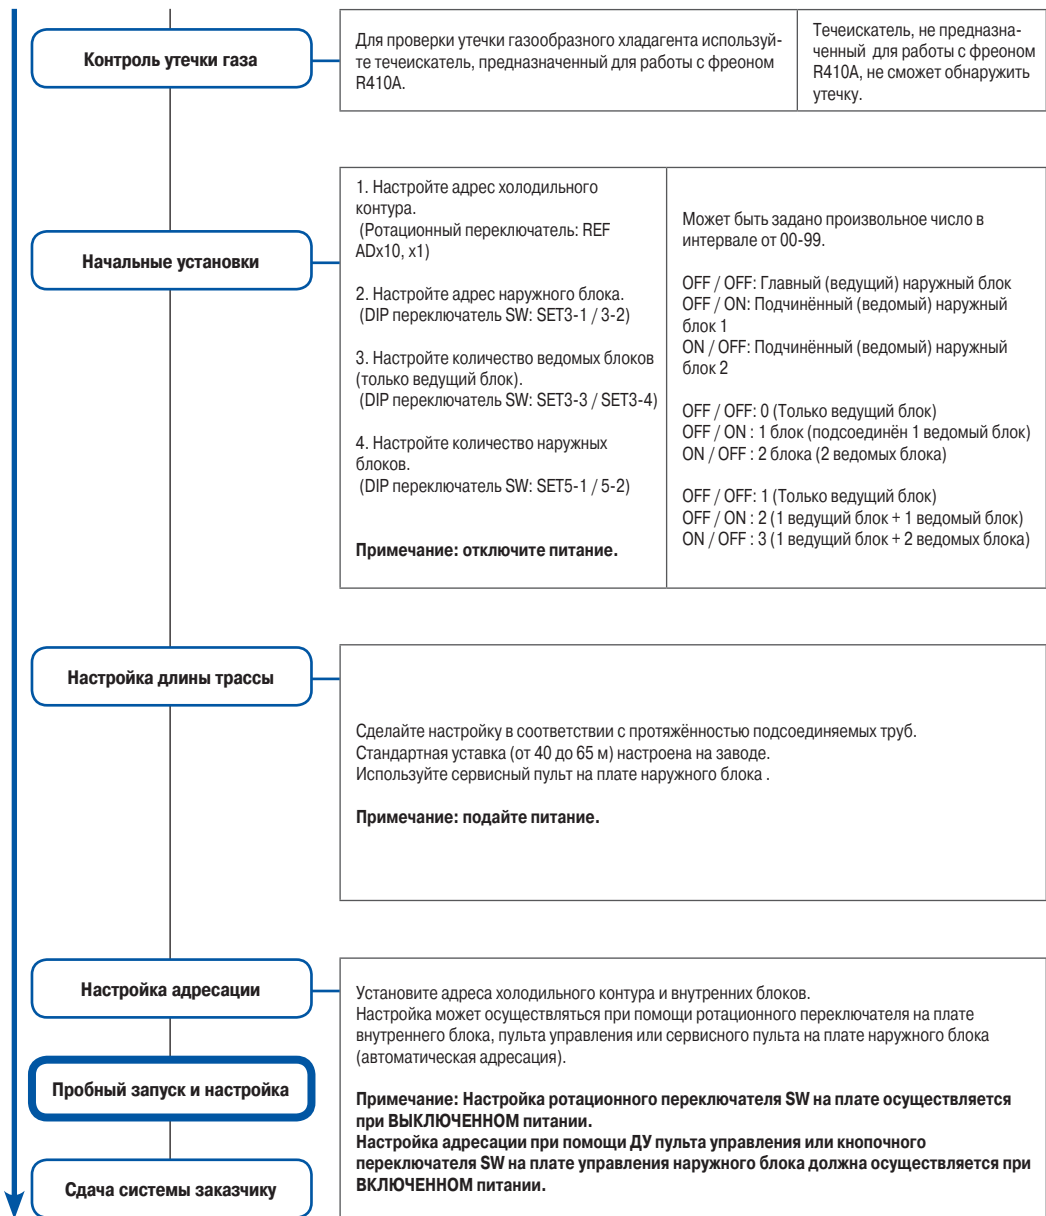 Контроль утечки газа
Для проверки утечки газообразного хладагента используй-
те течеискатель, предназначенный для работы с фреоном
R410A.
Течеискатель, не предназна-
ченный для работы с фреоном
R410A, не сможет обнаружить
утечку.
Начальные установки
1. Настройте адрес холодильного
контура.
(Ротационный переключатель: REF
ADx10, x1)
2. Настройте адрес наружного блока.
(DIP переключатель SW: SET3-1 / 3-2)
3. Настройте количество ведомых блоков
(только ведущий блок).
(DIP переключатель SW: SET3-3 / SET3-4)
4. Настройте количество наружных
блоков.
(DIP переключатель SW: SET5-1 / 5-2)
Примечание: отключите питание.
Может быть задано произвольное число в
интервале от 00-99.
OFF / OFF: Главный (ведущий) наружный блок
OFF / ON: Подчинённый (ведомый) наружный
блок 1
ON / OFF: Подчинённый (ведомый) наружный
блок 2
OFF / OFF: 0 (Только ведущий блок)
OFF / ON : 1 блок (подсоединён 1 ведомый блок)
ON / OFF : 2 блока (2 ведомых блока)
OFF / OFF: 1 (Только ведущий блок)
OFF / ON : 2 (1 ведущий блок + 1 ведомый блок)
ON / OFF : 3 (1 ведущий блок + 2 ведомых блока)
Настройка длины трассы
Сделайте настройку в соответствии с протяжённостью подсоединяемых труб.
Стандартная уставка (от 40 до 65 м) настроена на заводе.
Используйте сервисный пульт на плате наружного блока .
Примечание: подайте питание.
Настройка адресации
Установите адреса холодильного контура и внутренних блоков.
Настройка может осуществляться при помощи ротационного переключателя на плате
внутреннего блока, пульта управления или сервисного пульта на плате наружного блока
(автоматическая адресация).
Примечание: Настройка ротационного переключателя SW на плате осуществляется
при ВЫКЛЮЧЕННОМ питании.
Настройка адресации при помощи ДУ пульта управления или кнопочного
переключателя SW на плате управления наружного блока должна осуществляется при
ВКЛЮЧЕННОМ питании.
Пробный запуск и настройка
Сдача системы заказчику